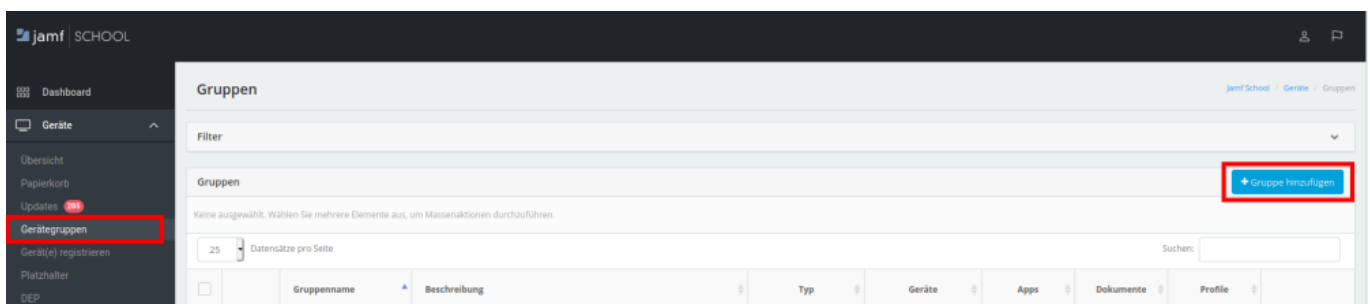 jamf SCHOOL
Dashboard
Geräte
Übersicht
Papierkorb
Updates 285
Gerätegruppen
Gerät(e) registrieren
Platzhalter
DEP
Gruppen
Jamf School / Geräte / Gruppen
Filter
Gruppen
+ Gruppe hinzufügen
Keine ausgewählt. Wählen Sie mehrere Elemente aus, um Massenaktionen durchzuführen.
25 Datensätze pro Seite
Suchen:
Gruppenname Beschreibung Typ Geräte Apps Dokumente Profile